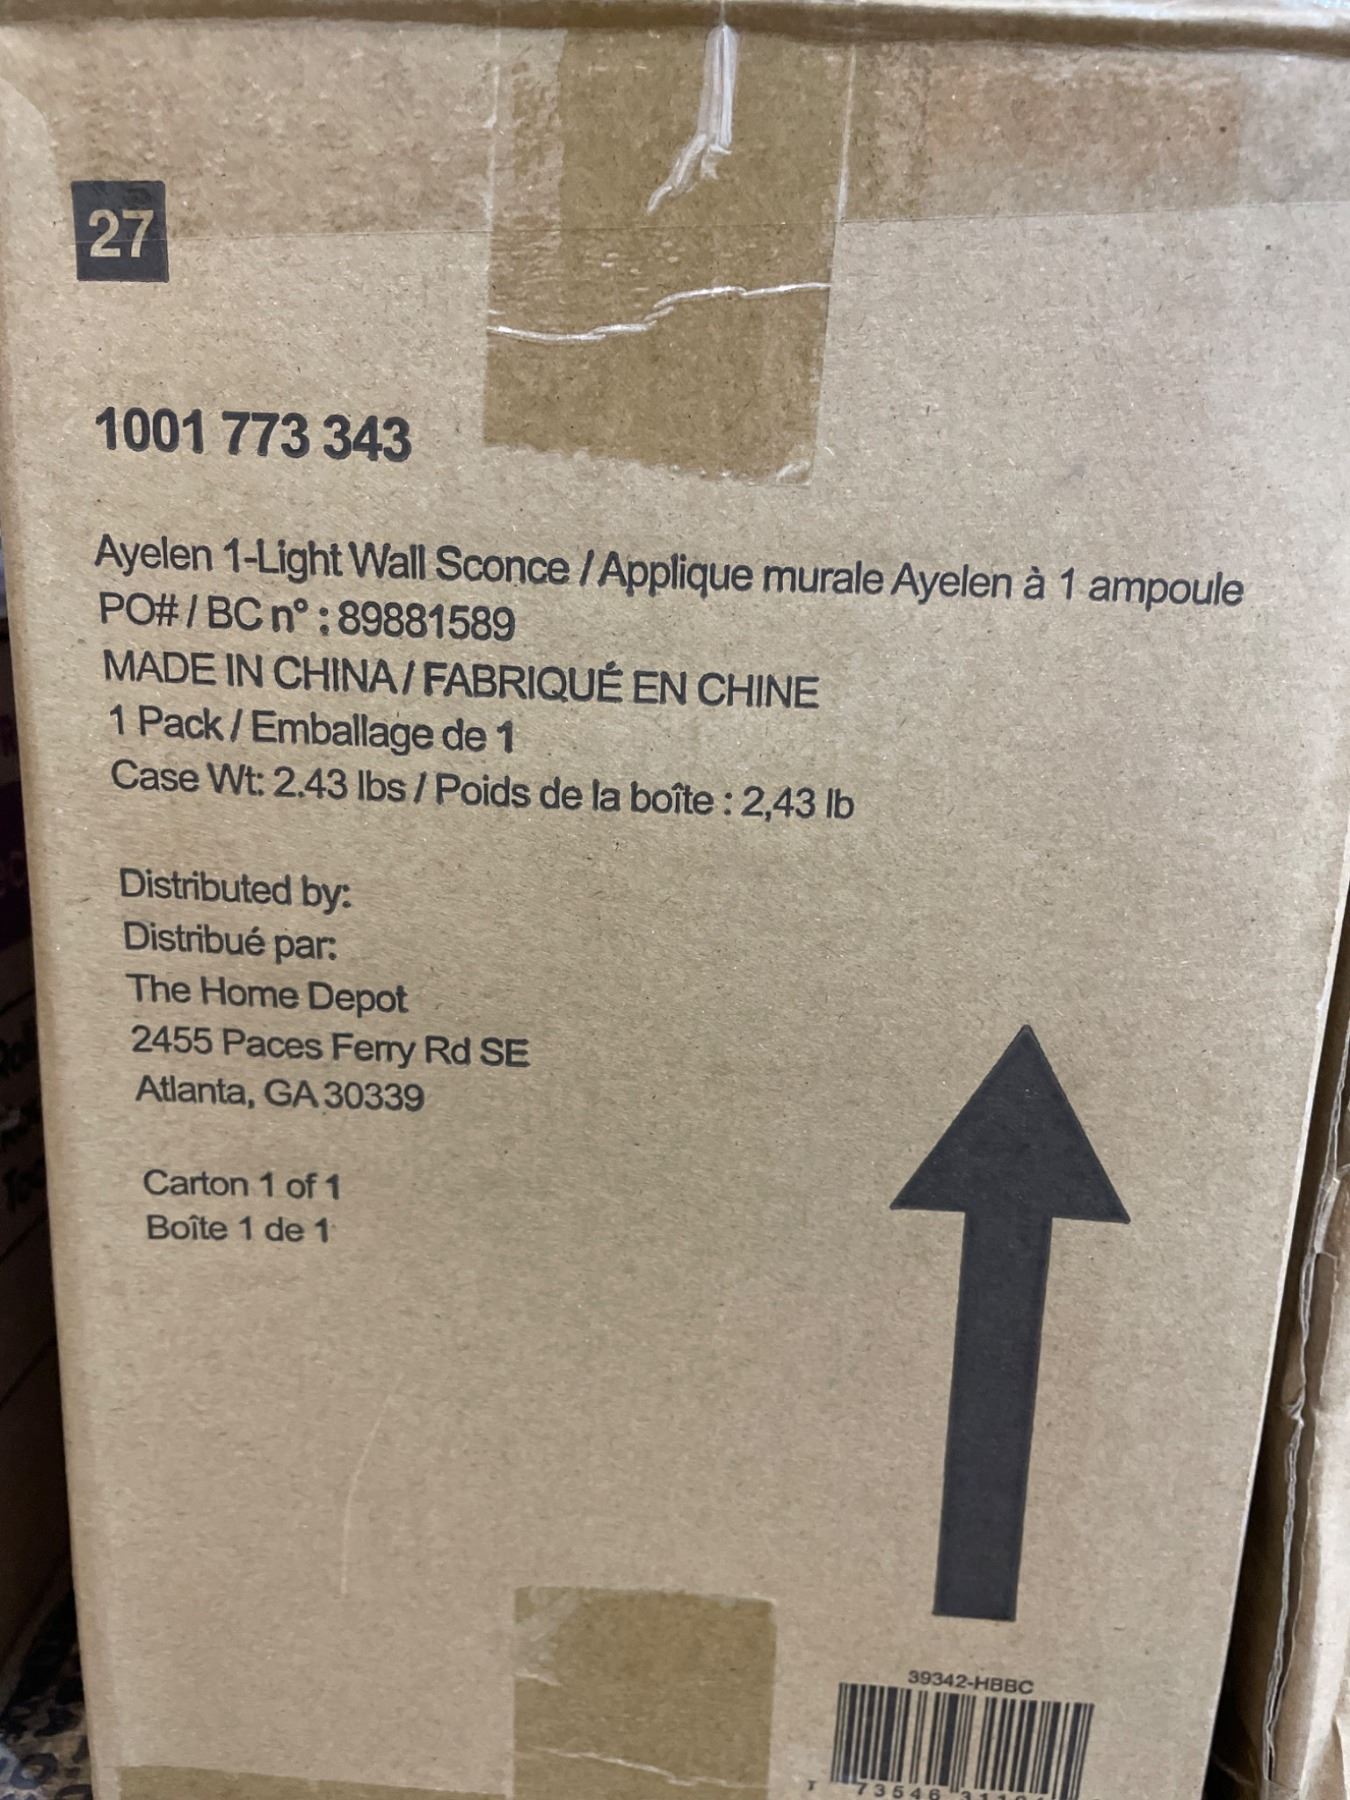 27
1001 773 343
Ayelen 1-Light Wall Sconce / Applique murale Ayelen à 1 ampoule
PO# / BC n° : 89881589
MADE IN CHINA / FABRIQUÉ EN CHINE
1 Pack / Emballage de 1
Case Wt: 2.43 lbs / Poids de la boîte : 2,43 lb
Distributed by:
Distribué par:
The Home Depot
2455 Paces Ferry Rd SE
Atlanta, GA 30339
Carton 1 of 1
Boîte 1 de 1
39342-HBBC
73546